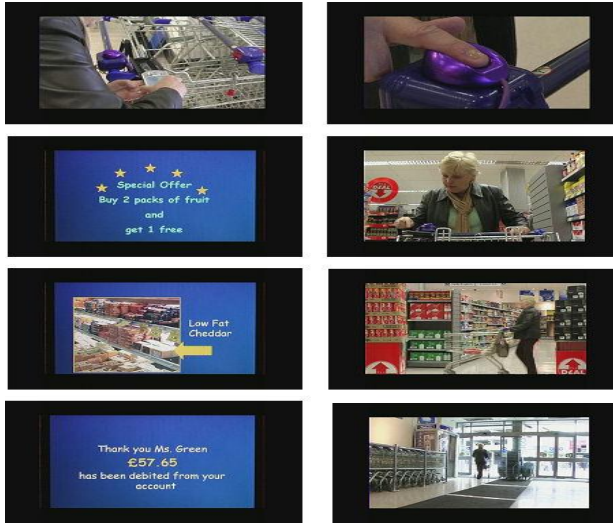 Special Offer
Buy 2 packs of fruit
and
get 1 free
DEAL
Low Fat
Cheddar
DEAL
Thank you Ms. Green
£57.65
has been debited from your
account